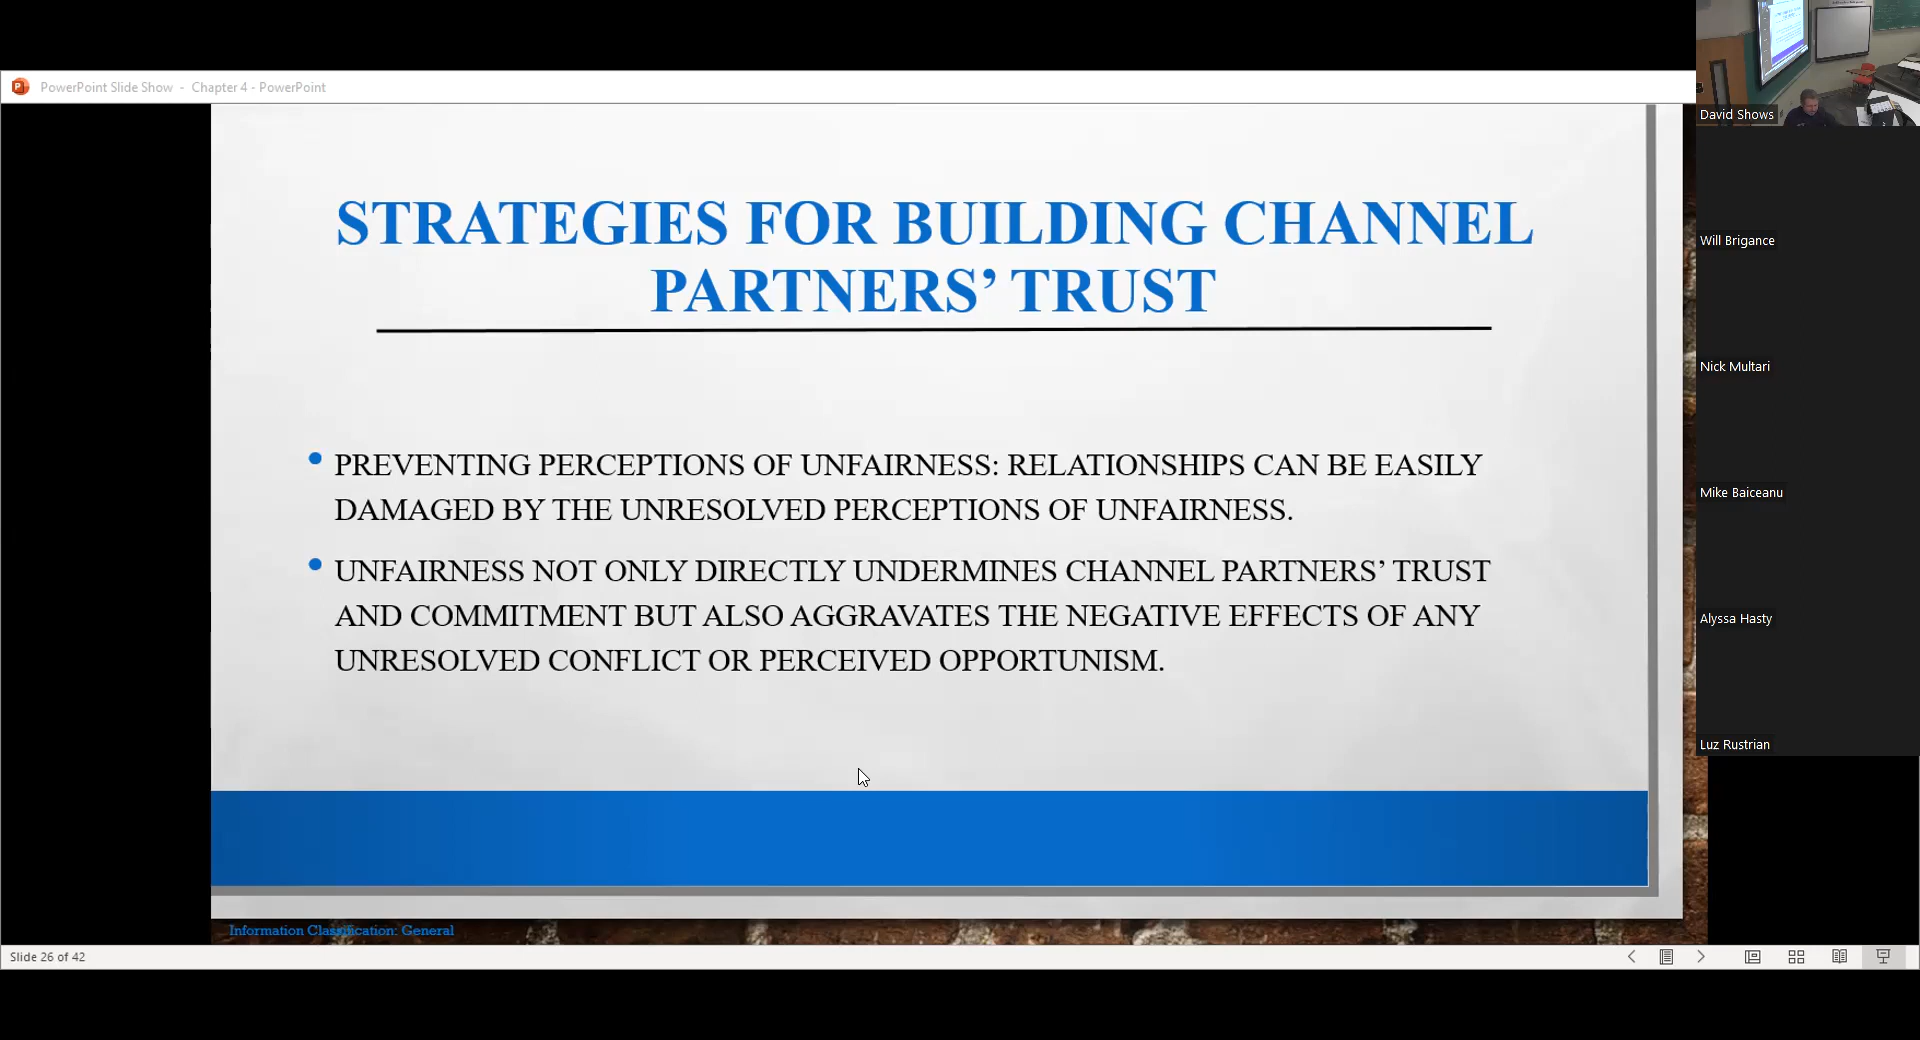 PowerPoint Slide Show - Chapter 4 - PowerPoint
STRATEGIES FOR BUILDING CHANNEL
PARTNERS’ TRUST
• PREVENTING PERCEPTIONS OF UNFAIRNESS: RELATIONSHIPS CAN BE EASILY
DAMAGED BY THE UNRESOLVED PERCEPTIONS OF UNFAIRNESS.
• UNFAIRNESS NOT ONLY DIRECTLY UNDERMINES CHANNEL PARTNERS’ TRUST
AND COMMITMENT BUT ALSO AGGRAVATES THE NEGATIVE EFFECTS OF ANY
UNRESOLVED CONFLICT OR PERCEIVED OPPORTUNISM.
Information Classification: General
Slide 26 of 42
David Shows
Will Brigance
Nick Multari
Mike Baiceanu
Alyssa Hasty
Luz Rustrian